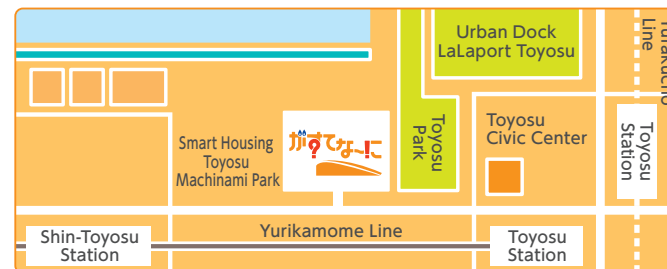 Urban Dock
LaLaport Toyosu
Yurakucho
Line
Smart Housing
Toyosu
Machinami Park
がすてな〜に
Toyosu
Park
Toyosu
Civic Center
Toyosu
Station
Yurikamome Line
Shin-Toyosu
Station
Toyosu
Station